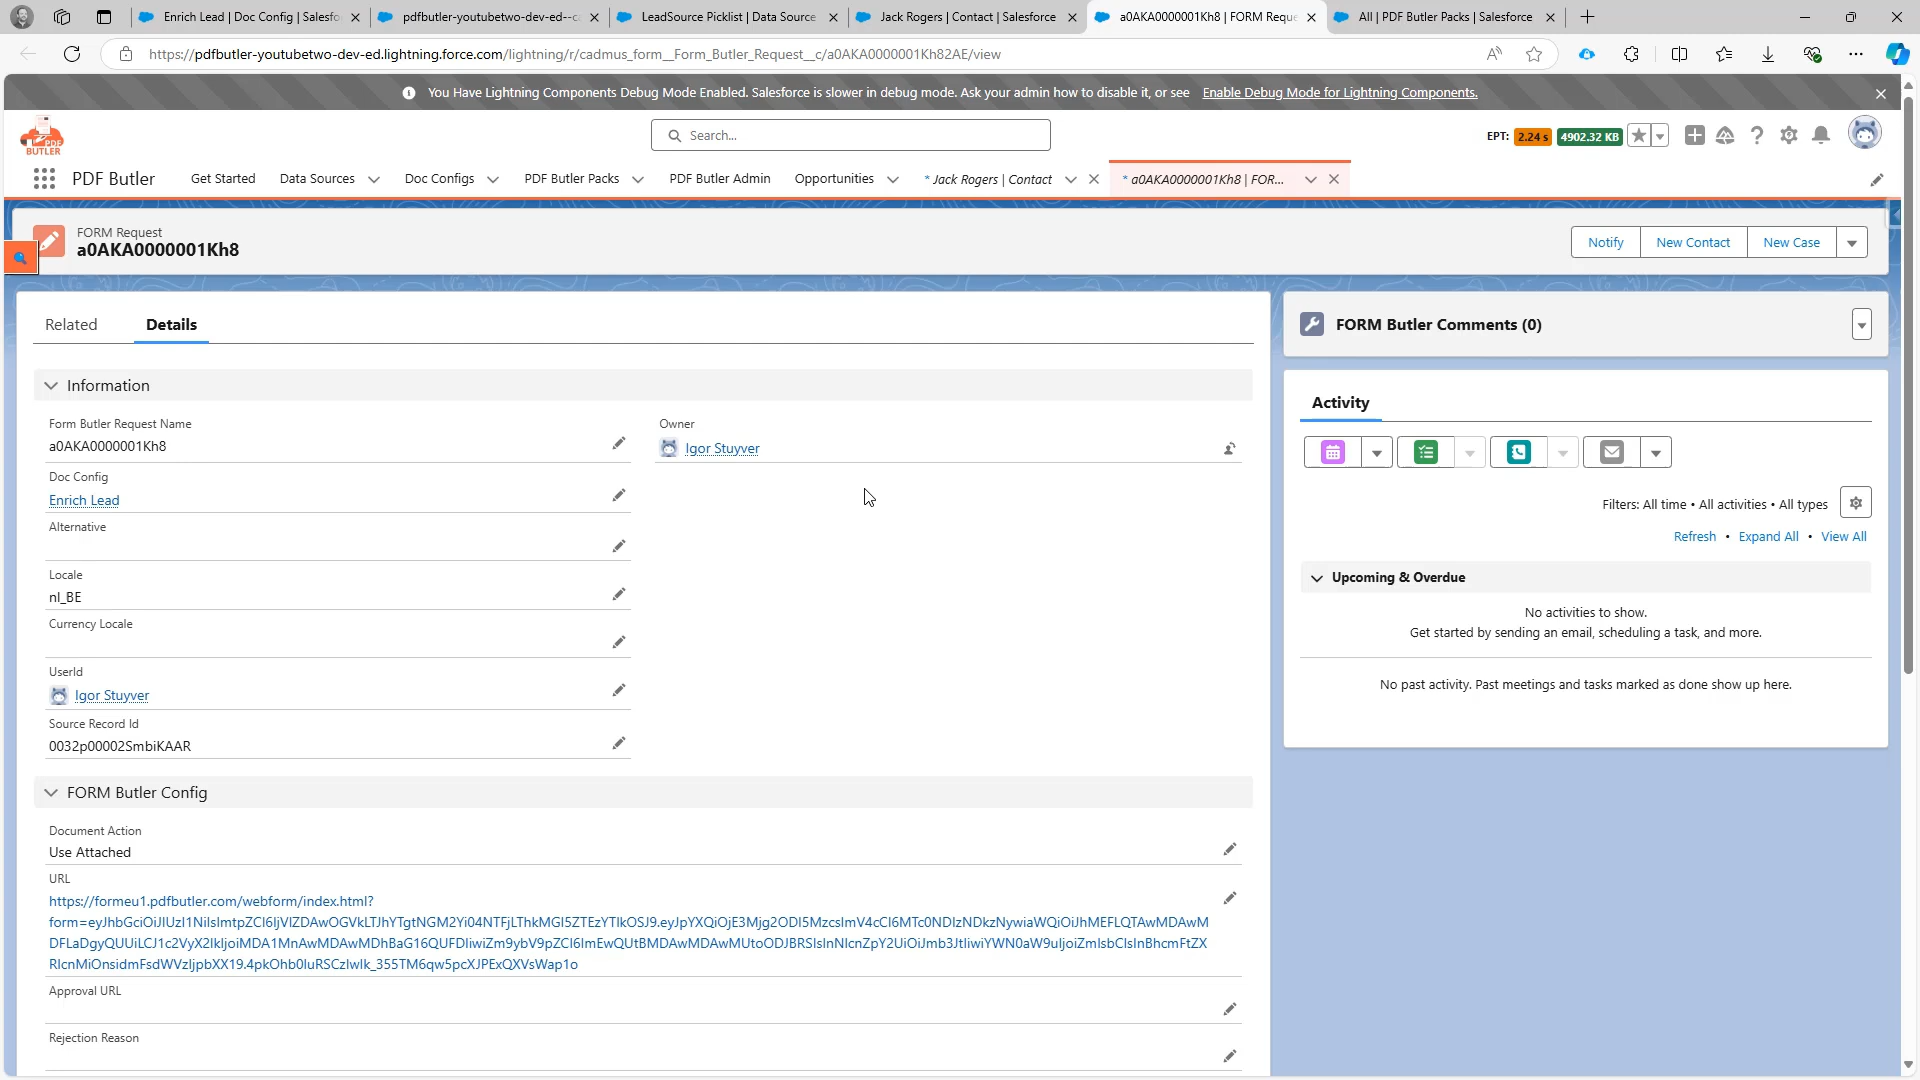 Enrich Lead | Doc Config | Salesfo
pdfbutler-youtubetwo-dev-ed--c
LeadSource Picklist | Data Source
Jack Rogers | Contact | Salesforce
a0AKA0000001Kh8 | FORM Reque
All | PDF Butler Packs | Salesforce
https://pdfbutler-youtubetwo-dev-ed.lightning.force.com/lightning/r/cadmus_form__Form_Butler_Request__c/a0AKA0000001Kh82AE/view
You Have Lightning Components Debug Mode Enabled. Salesforce is slower in debug mode. Ask your admin how to disable it, or see Enable Debug Mode for Lightning Components.
PDF
BUTLER
Search...
EPT: 2.24 s 4902.32 KB
PDF Butler
Get Started
Data Sources
Doc Configs
PDF Butler Packs
PDF Butler Admin
Opportunities
* Jack Rogers | Contact
* a0AKA0000001Kh8 | FOR...
FORM Request
a0AKA0000001Kh8
Notify
New Contact
New Case
Related
Details
Information
Form Butler Request Name
a0AKA0000001Kh8
Owner
Igor Stuyver
Doc Config
Enrich Lead
Alternative
Locale
nl_BE
Currency Locale
UserId
Igor Stuyver
Source Record Id
0032p00002SmbiKAAR
FORM Butler Config
Document Action
Use Attached
URL
https://formeu1.pdfbutler.com/webform/index.html?
Approval URL
Rejection Reason
FORM Butler Comments (0)
Activity
Filters: All time • All activities • All types
Refresh • Expand All • View All
Upcoming & Overdue
No activities to show.
Get started by sending an email, scheduling a task, and more.
No past activity. Past meetings and tasks marked as done show up here.